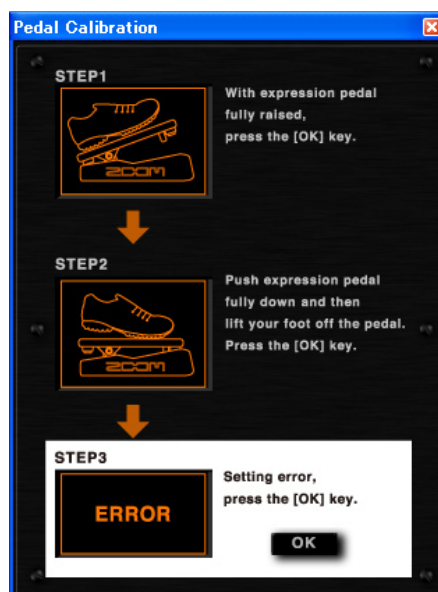 Pedal Calibration
STEP1
With expression pedal
fully raised,
press the [OK] key.
ZOOM
STEP2
Push expression pedal
fully down and then
lift your foot off the pedal.
Press the [OK] key.
ZOOM
STEP3
Setting error,
press the [OK] key.
ERROR
OK